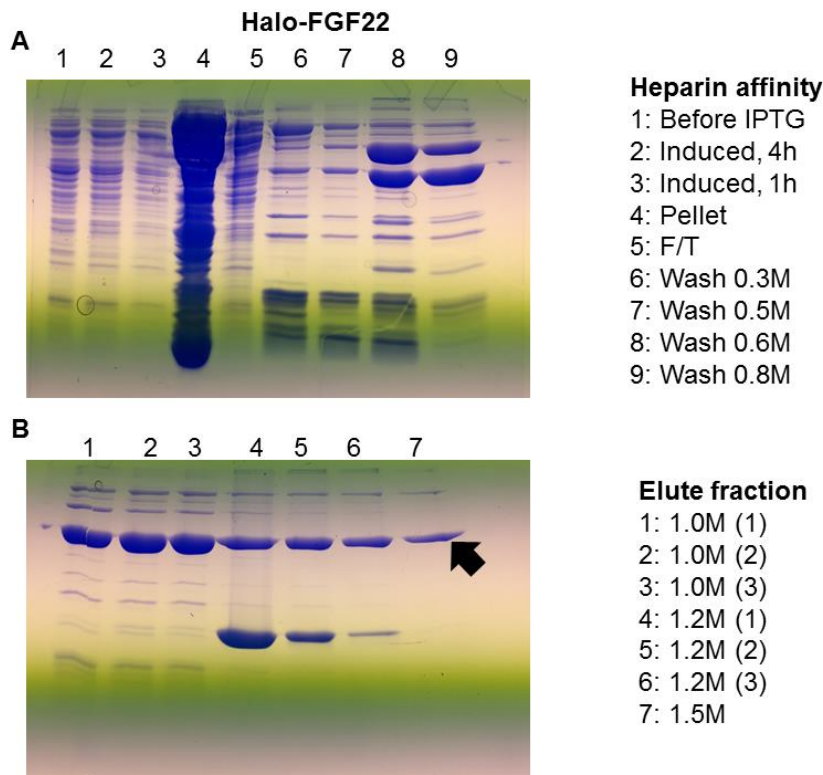 Halo-FGF22
A
1 2 3 4 5 6 7 8 9
Heparin affinity
1: Before IPTG
2: Induced, 4h
3: Induced, 1h
4: Pellet
5: F/T
6: Wash 0.3M
7: Wash 0.5M
8: Wash 0.6M
9: Wash 0.8M
B
1 2 3 4 5 6 7
Elute fraction
1: 1.0M (1)
2: 1.0M (2)
3: 1.0M (3)
4: 1.2M (1)
5: 1.2M (2)
6: 1.2M (3)
7: 1.5M